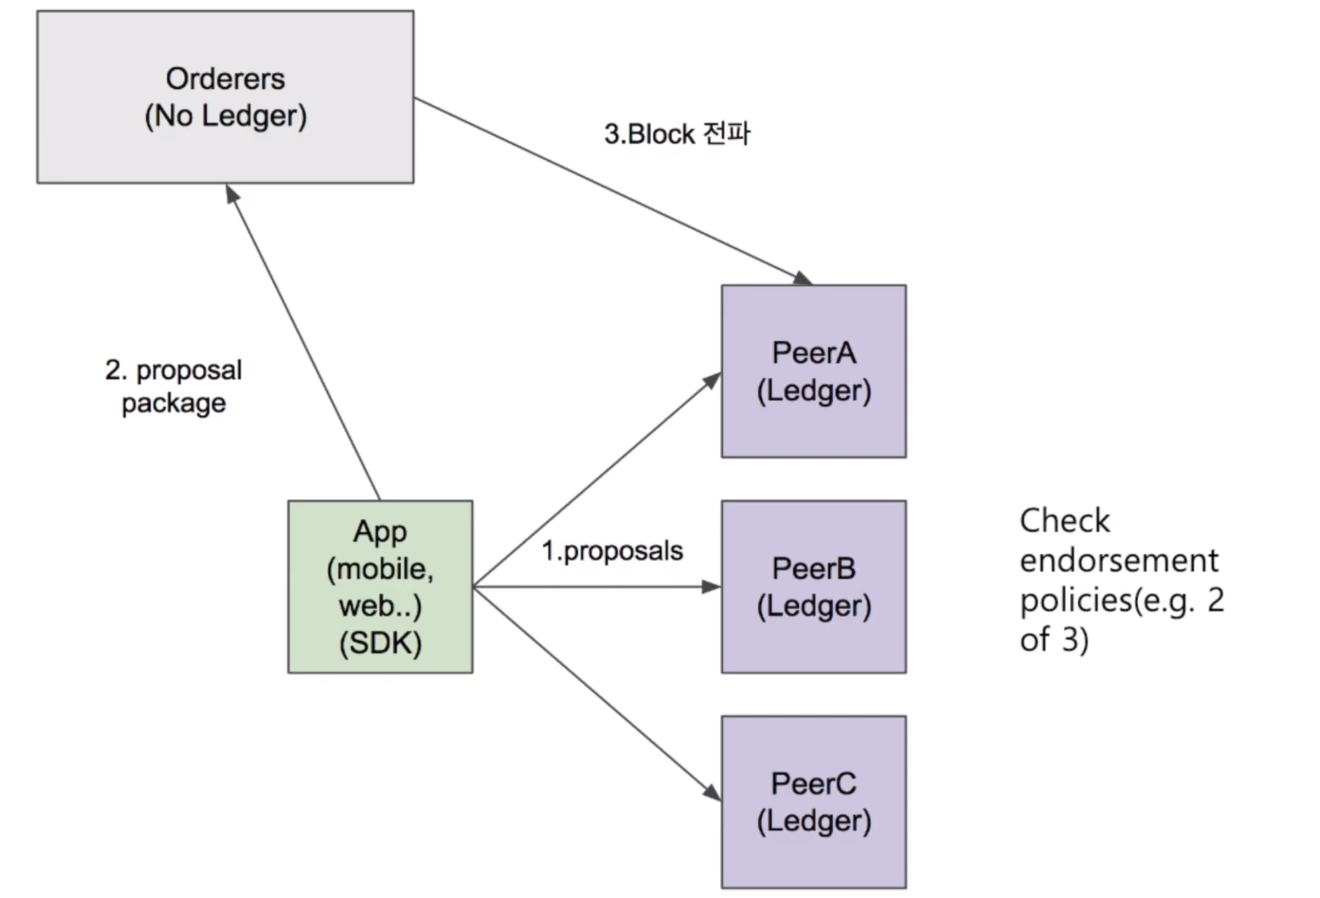 Orderers
(No Ledger)
3.Block 전파
2. proposal
package
PeerA
(Ledger)
App
(mobile,
web..)
(SDK)
1.proposals
PeerB
(Ledger)
Check
endorsement
policies(e.g. 2
of 3)
PeerC
(Ledger)